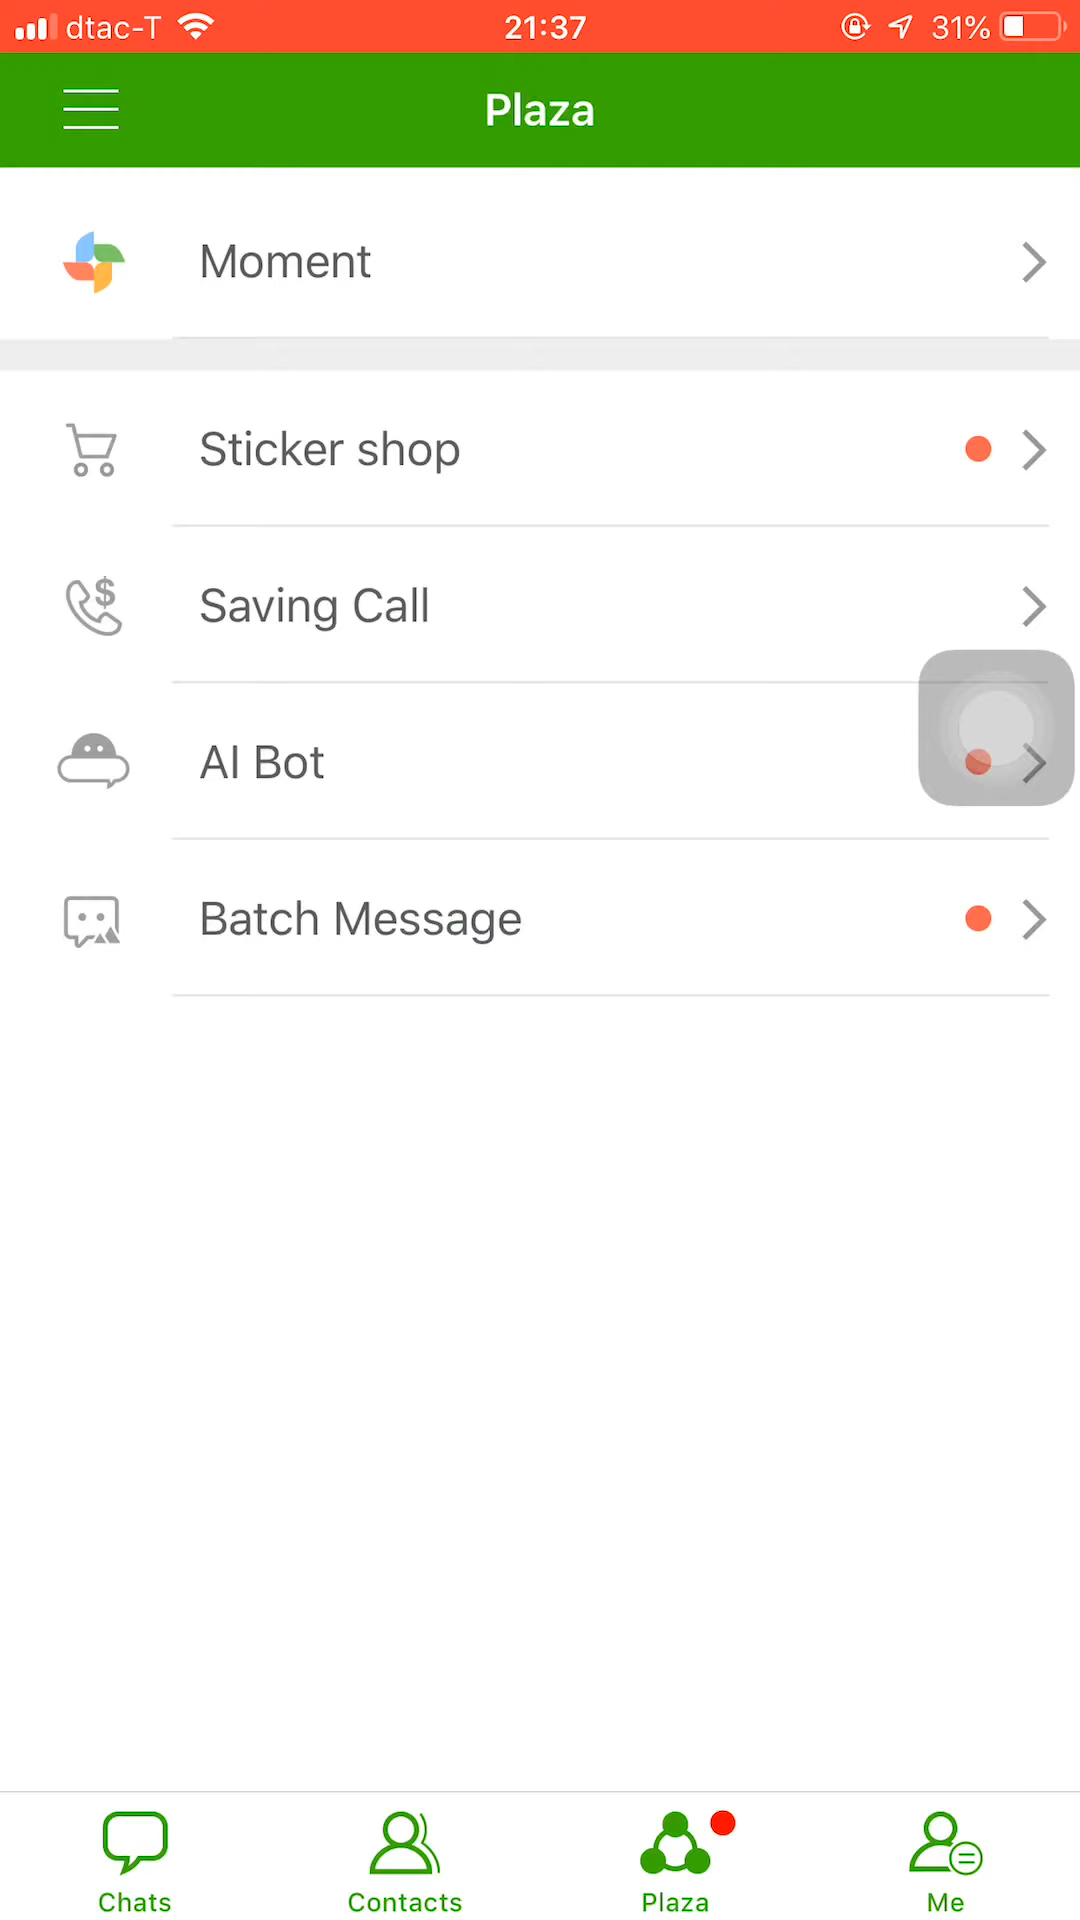 dtac-T 21:37 31%
Plaza
Moment
Sticker shop
$
Saving Call
AI Bot
Batch Message
Chats Contacts Plaza Me